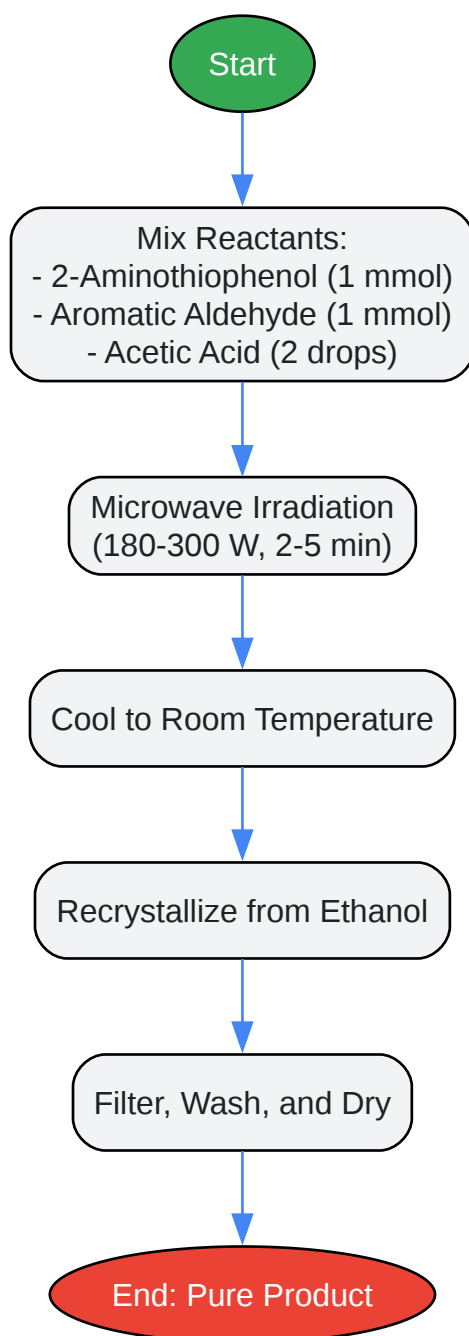 Start
Mix Reactants:
- 2-Aminothiophenol (1 mmol)
- Aromatic Aldehyde (1 mmol)
- Acetic Acid (2 drops)
Microwave Irradiation
(180-300 W, 2-5 min)
Cool to Room Temperature
Recrystallize from Ethanol
Filter, Wash, and Dry
End: Pure Product